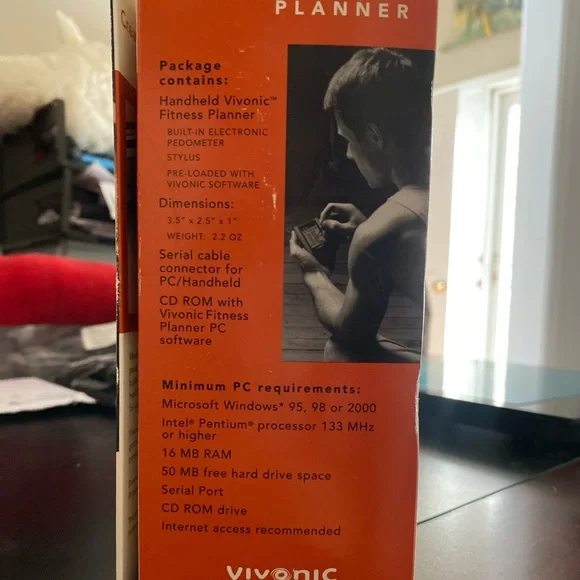 PLANNER
Package
contains:
Handheld Vivonic™
Fitness Planner
BUILT-IN ELECTRONIC
PEDOMETER
STYLUS
PRE-LOADED WITH
VIVONIC SOFTWARE
Dimensions:
3.5" x 2.5" x 1"
WEIGHT: 2.2 OZ
Serial cable
connector for
PC/Handheld
CD ROM with
Vivonic Fitness
Planner PC
software
Minimum PC requirements:
Microsoft Windows® 95, 98 or 2000
Intel® Pentium® processor 133 MHz
or higher
16 MB RAM
50 MB free hard drive space
Serial Port
CD ROM drive
Internet access recommended
VIVONIC